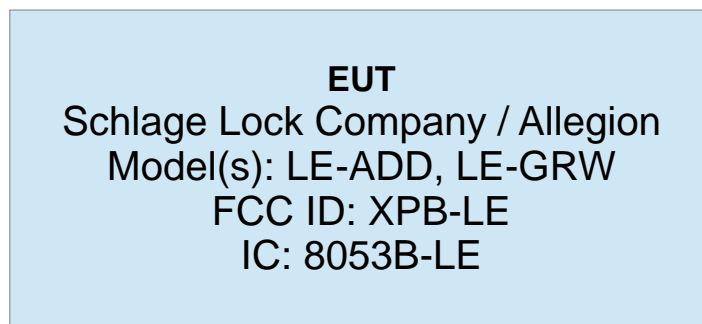 EUT
Schlage Lock Company / Allegion
Model(s): LE-ADD, LE-GRW
FCC ID: XPB-LE
IC: 8053B-LE